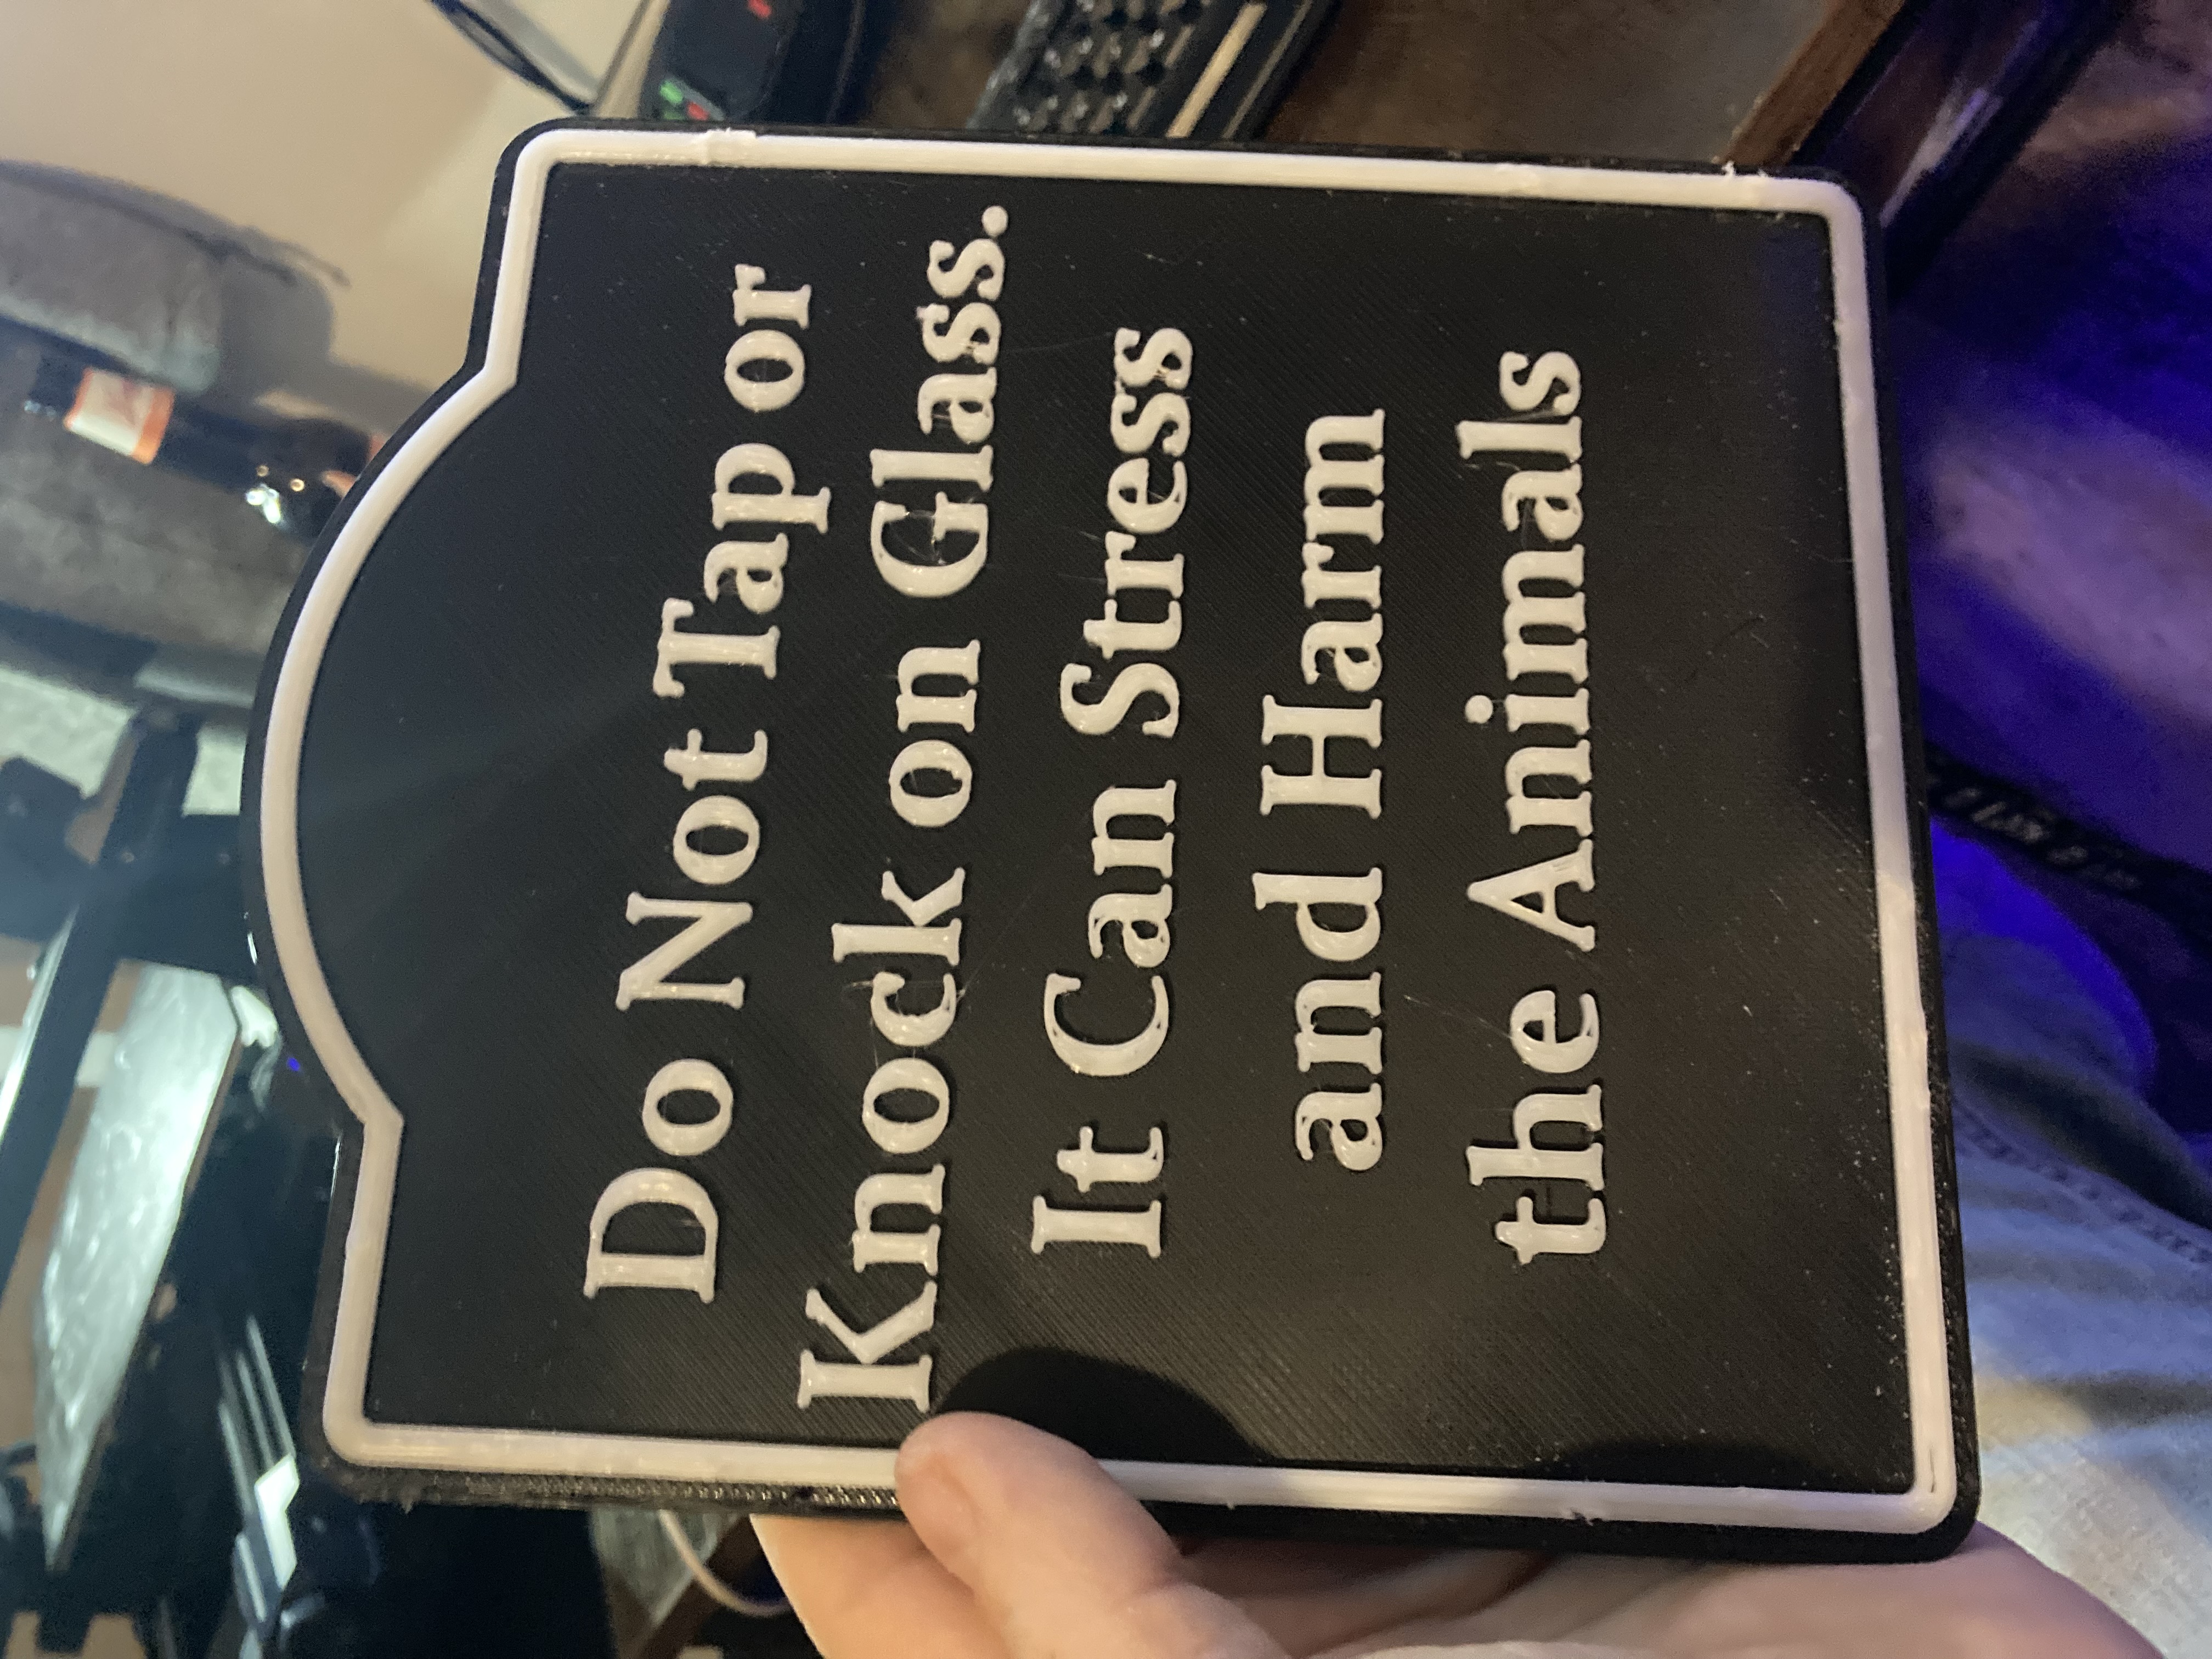 Do Not Tap or
Knock on Glass.
It Can Stress
and Harm
the Animals